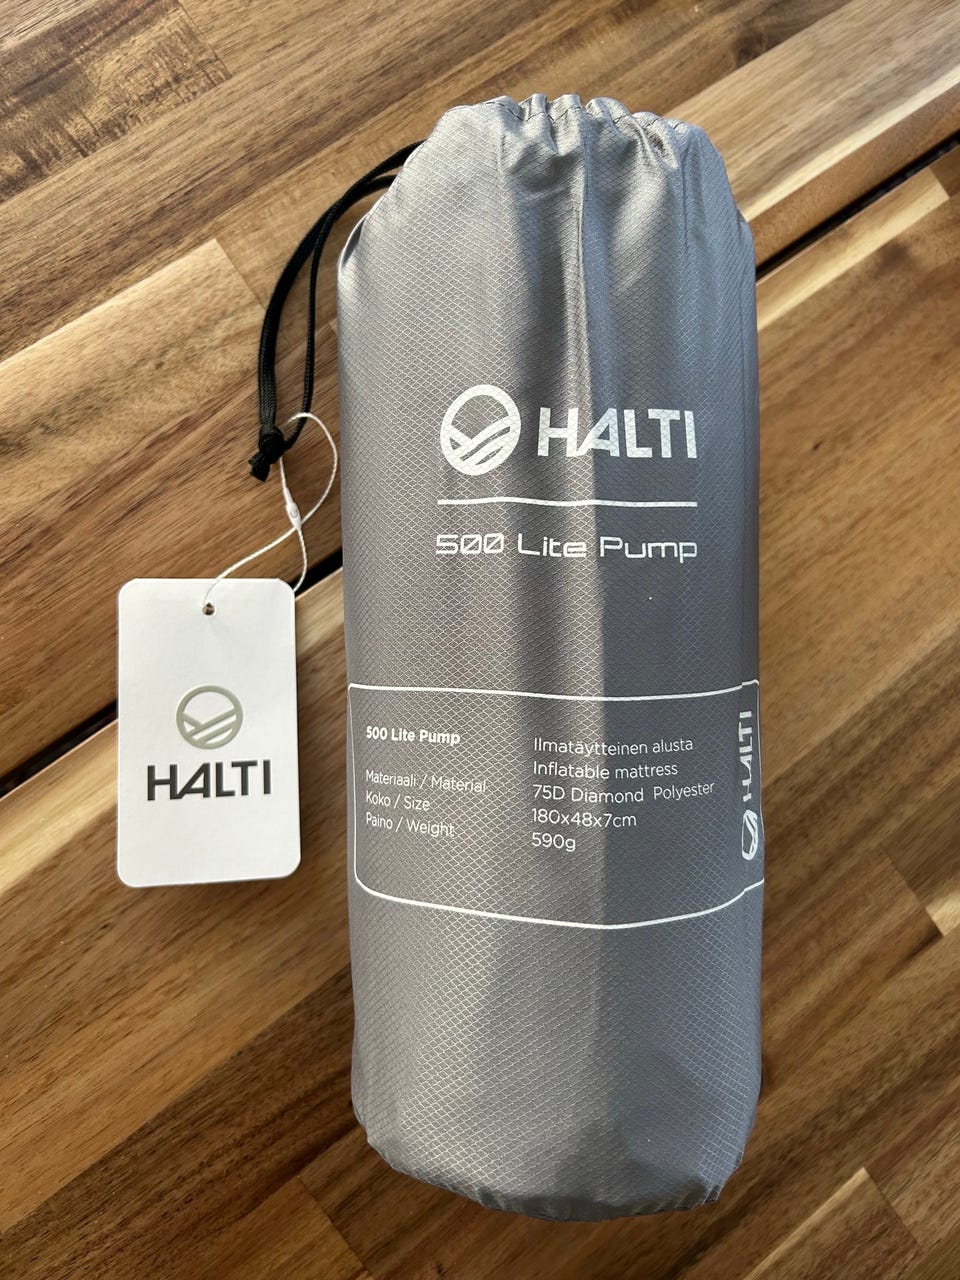 HALTI
500 Lite Pump
500 Lite Pump
Ilmatäytteinen alusta
Inflatable mattress
Materiaali / Material 75D Diamond Polyester
Koko / Size 180x48x7cm
Paino / Weight 590g
HALTI
HALTI